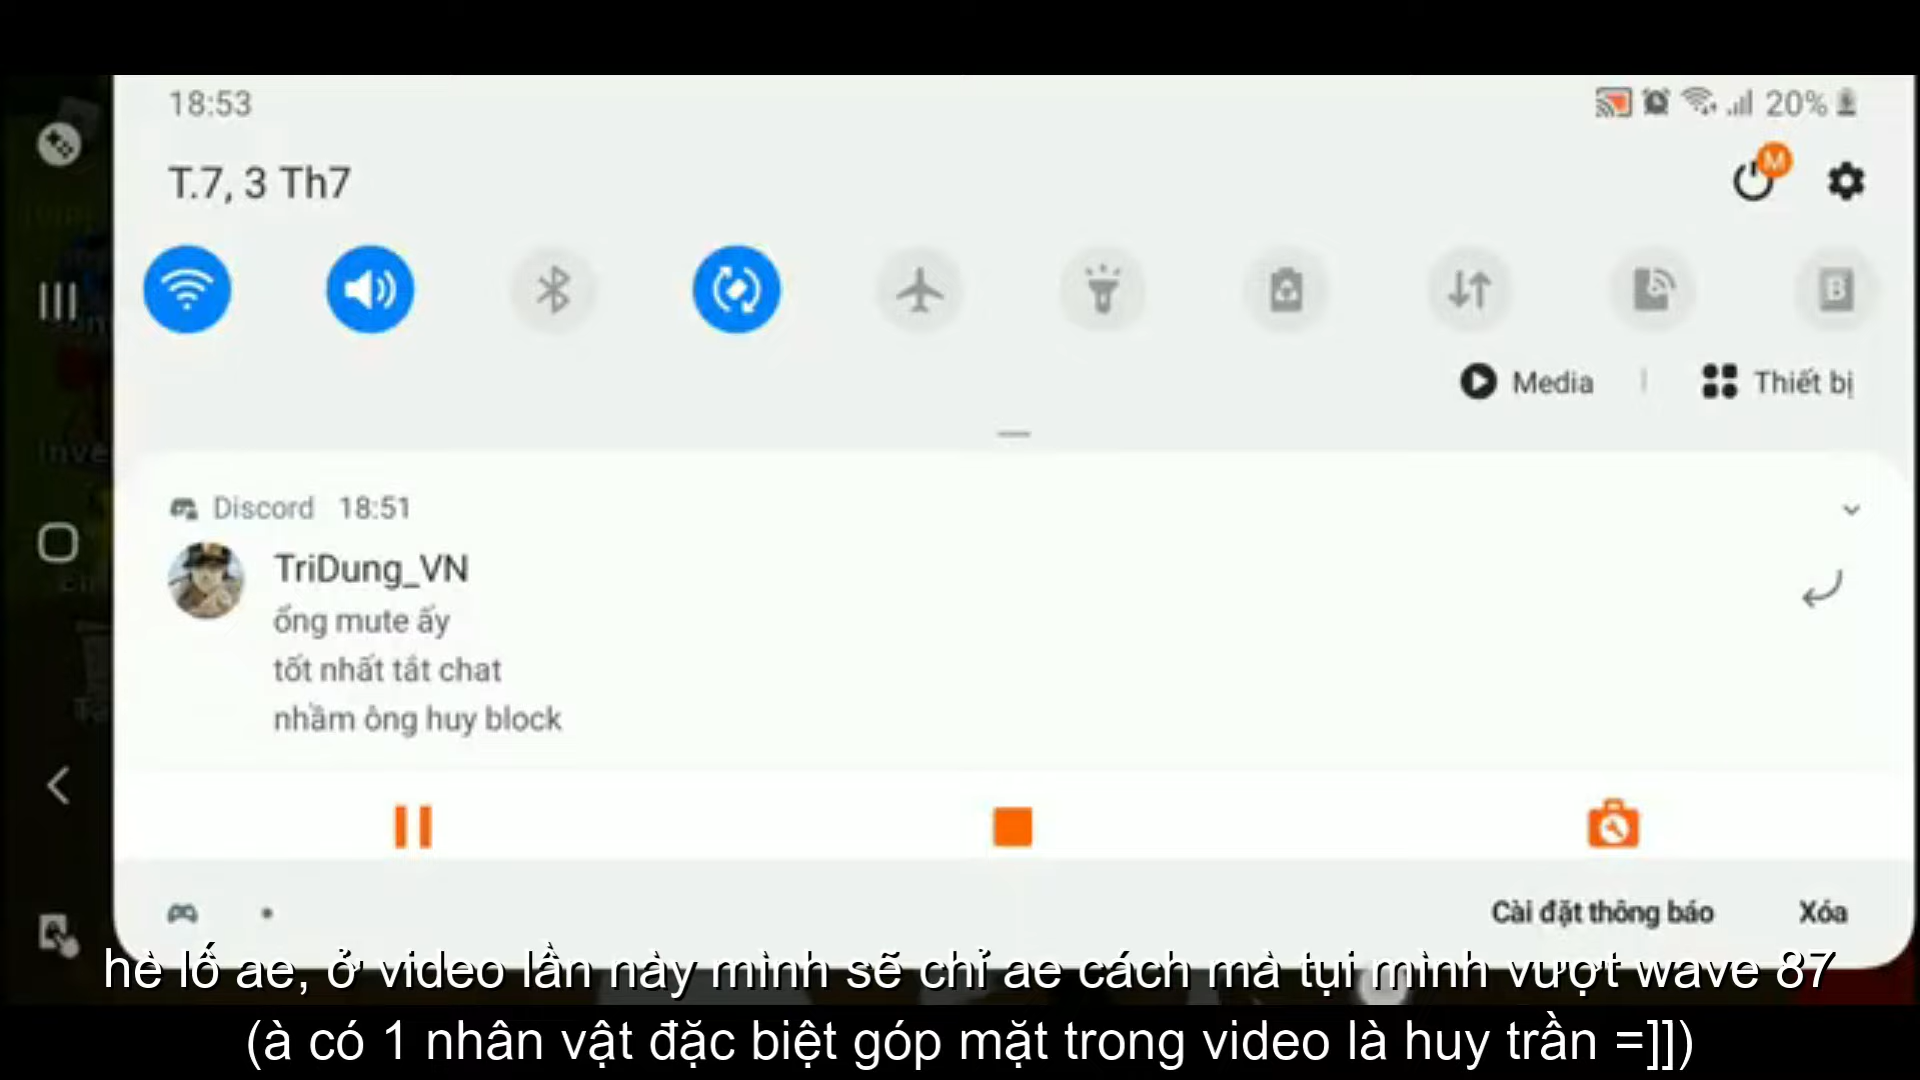 18:53
20%
T.7, 3 Th7
M
Media
Thiết bị
Discord 18:51
TriDung_VN
ổng mute ấy
tốt nhất tắt chat
nhầm ông huy block
Cài đặt thông báo
Xóa
hè lố ae, ở video lần này mình sẽ chỉ ae cách mà tụi mình vượt wave 87
(à có 1 nhân vật đặc biệt góp mặt trong video là huy trần =]])